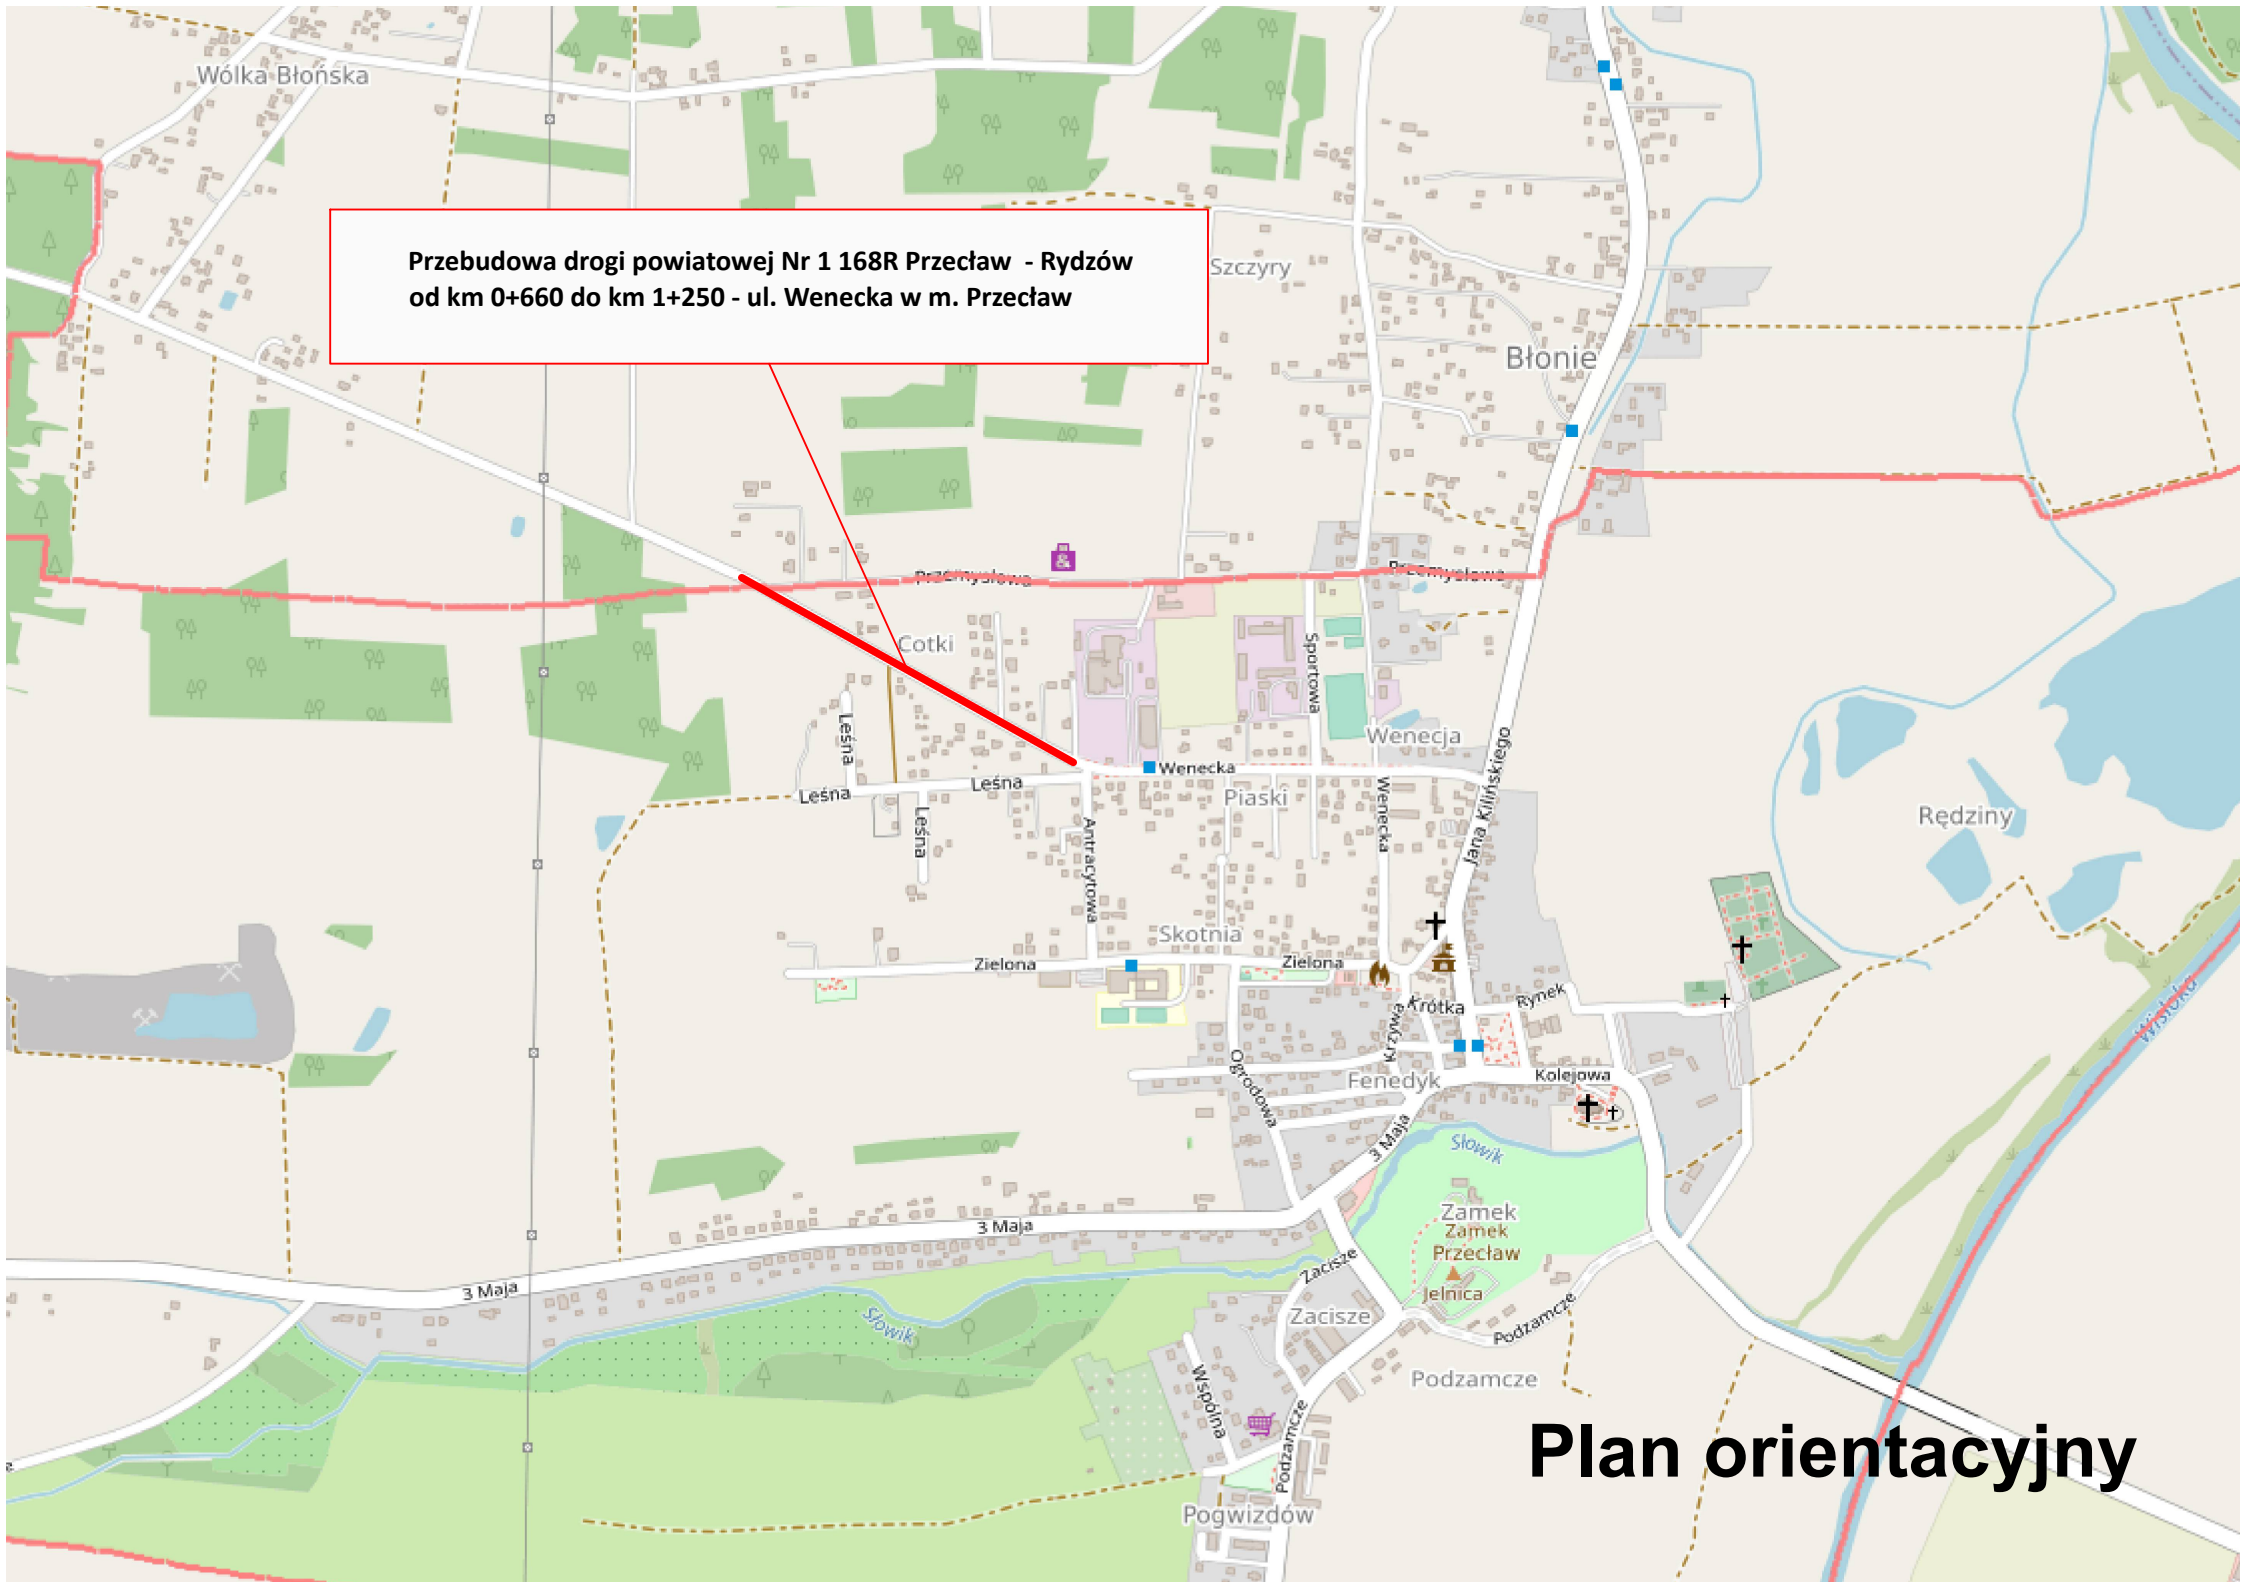 Wólka Błońska
Przebudowa drogi powiatowej Nr 1 168R Przecław - Rydzów
od km 0+660 do km 1+250 - ul. Wenecka w m. Przecław
Szczyry
Błonie
Przemysłowa
Przemysłowa
Cotki
Sportowa
Leśna
Wenecja
Jana Kilińskiego
Wenecka
Leśna
Leśna
Piaski
Wenecka
Leśna
Antracytowa
Rędziny
Skotnia
Zielona
Zielona
Wisłoka
Rynek
Krótka
Krzywa
Ogrodowa
Fenedyk
Kolejowa
3 Maja
Słowik
Zamek
Zamek
Przecław
3 Maja
Zacisze
Jelnica
3 Maja
Słowik
Zacisze
Podzamcze
Podzamcze
Wspólna
Podzamcze
Plan orientacyjny
Pogwizdów